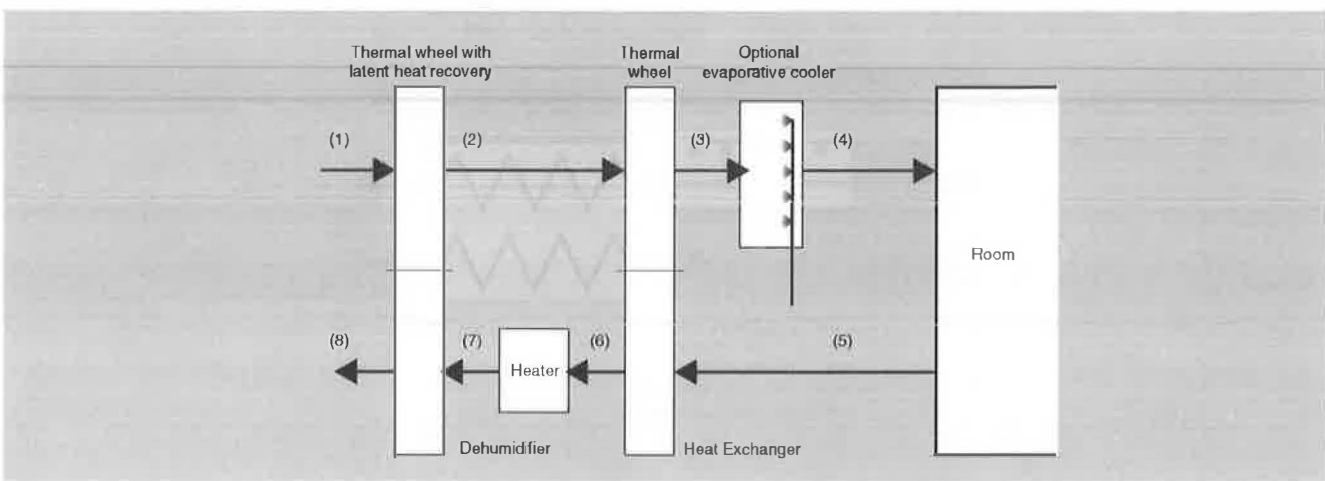 Thermal wheel with
latent heat recovery
Thermal
wheel
Optional
evaporative cooler
(1)
(2)
(3)
(4)
Room
(8)
(7)
Heater
(6)
(5)
Dehumidifier
Heat Exchanger